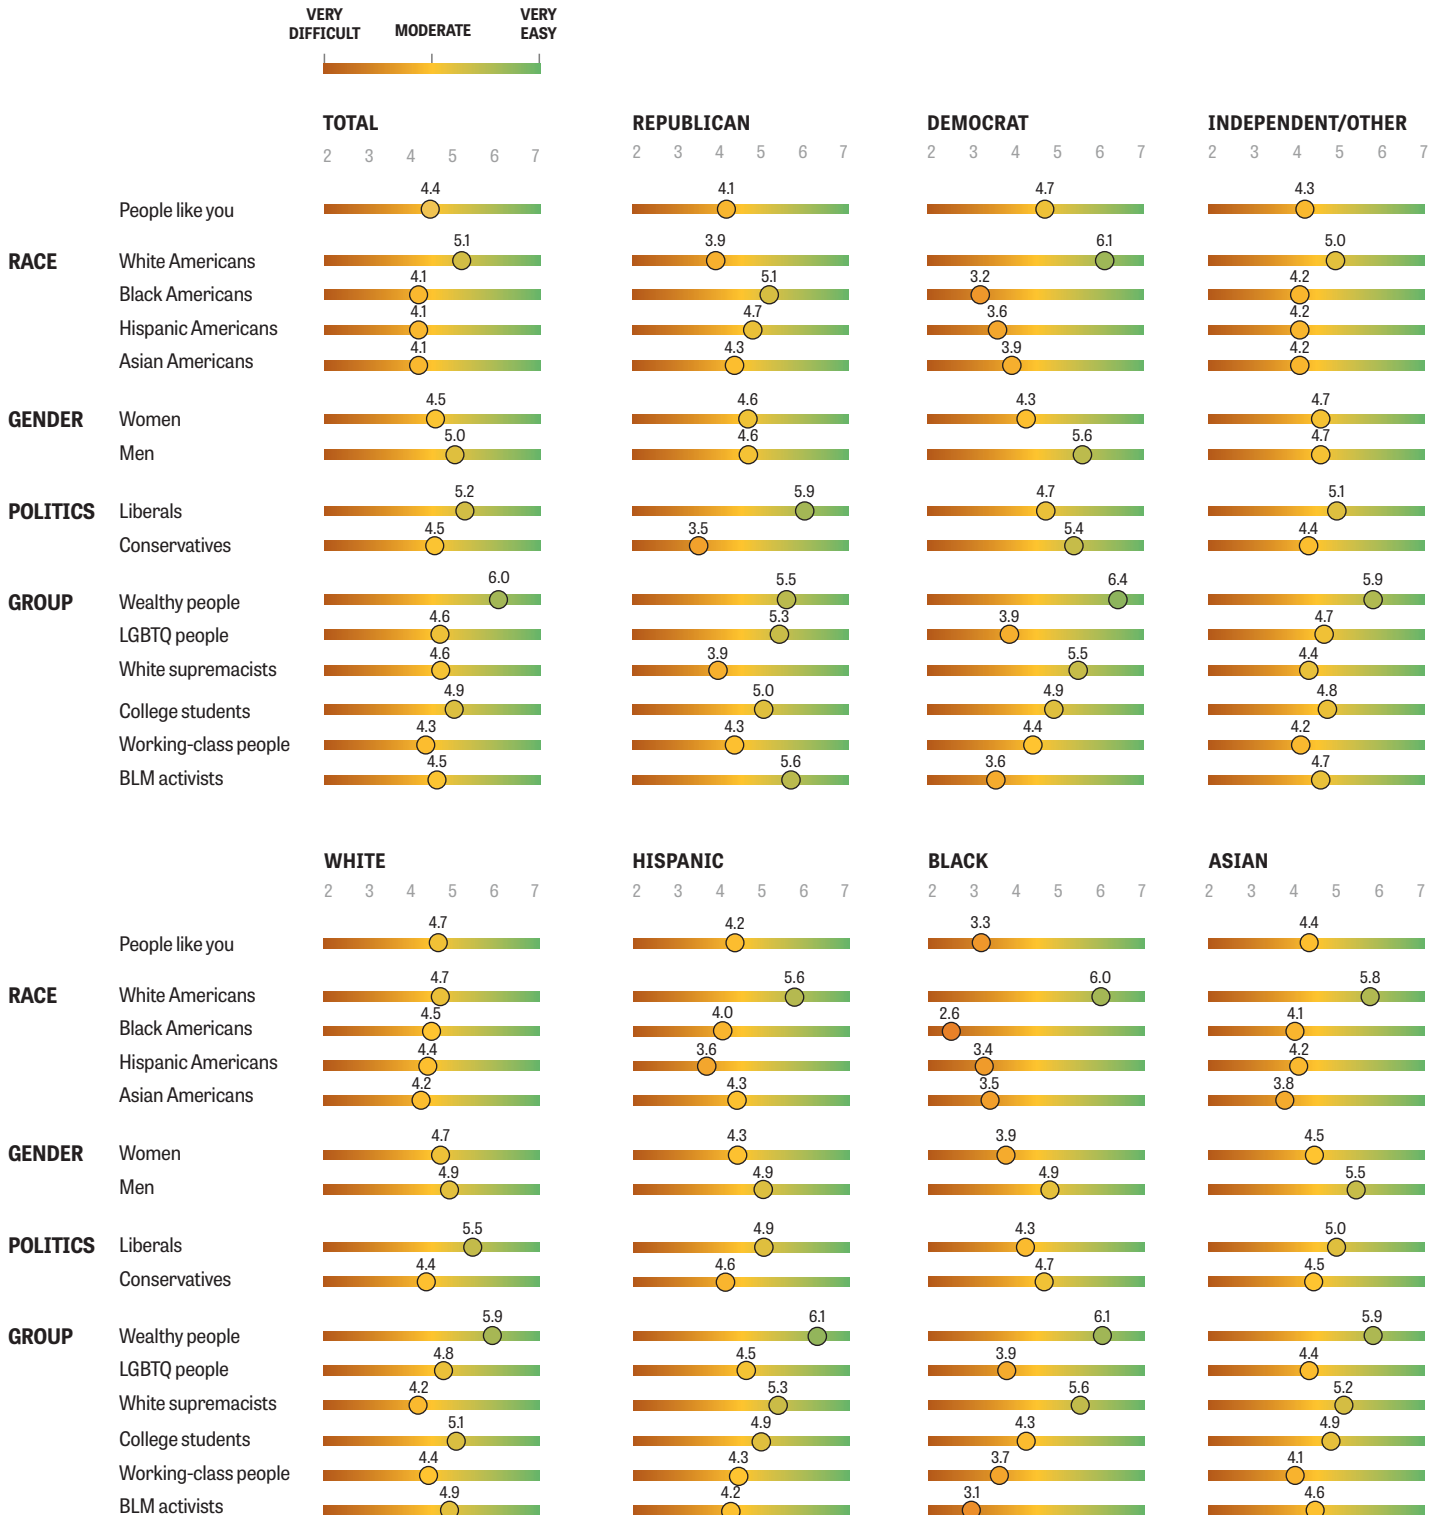 VERY DIFFICULT MODERATE VERY EASY
TOTAL REPUBLICAN DEMOCRAT INDEPENDENT/OTHER
2 3 4 5 6 7 2 3 4 5 6 7 2 3 4 5 6 7 2 3 4 5 6 7
People like you 4.4 4.1 4.7 4.3
RACE White Americans 5.1 3.9 6.1 5.0
Black Americans 4.1 5.1 3.2 4.2
Hispanic Americans 4.1 4.7 3.6 4.2
Asian Americans 4.1 4.3 3.9 4.2
GENDER Women 4.5 4.6 4.3 4.7
Men 5.0 4.6 5.6 4.7
POLITICS Liberals 5.2 5.9 4.7 5.1
Conservatives 4.5 3.5 5.4 4.4
GROUP Wealthy people 6.0 5.5 6.4 5.9
LGBTQ people 4.6 5.3 3.9 4.7
White supremacists 4.6 3.9 5.5 4.4
College students 4.9 5.0 4.9 4.8
Working-class people 4.3 4.3 4.4 4.2
BLM activists 4.5 5.6 3.6 4.7
WHITE HISPANIC BLACK ASIAN
2 3 4 5 6 7 2 3 4 5 6 7 2 3 4 5 6 7 2 3 4 5 6 7
People like you 4.7 4.2 3.3 4.4
RACE White Americans 4.7 5.6 6.0 5.8
Black Americans 4.5 4.0 2.6 4.1
Hispanic Americans 4.4 3.6 3.4 4.2
Asian Americans 4.2 4.3 3.5 3.8
GENDER Women 4.7 4.3 3.9 4.5
Men 4.9 4.9 4.9 5.5
POLITICS Liberals 5.5 4.9 4.3 5.0
Conservatives 4.4 4.6 4.7 4.5
GROUP Wealthy people 5.9 6.1 6.1 5.9
LGBTQ people 4.8 4.5 3.9 4.4
White supremacists 4.2 5.3 5.6 5.2
College students 5.1 4.9 4.3 4.9
Working-class people 4.4 4.3 3.7 4.1
BLM activists 4.9 4.2 3.1 4.6